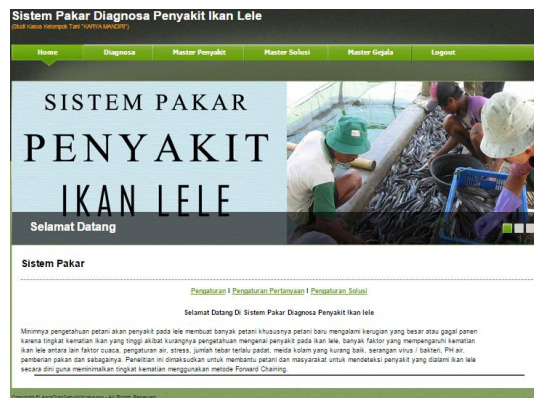 Sistem Pakar Diagnosa Penyakit Ikan Lele
(Studi Kasus Kelompok Tani "KARYA MANDIRI")
Home Diagnosa Master Penyakit Master Solusi Master Gejala Logout
SISTEM PAKAR
PENYAKIT
IKAN LELE
Selamat Datang
Sistem Pakar
Pengaturan I Pengaturan Pertanyaan I Pengaturan Solusi
Selamat Datang Di Sistem Pakar Diagnosa Penyakit Ikan lele
Minimnya pengetahuan petani akan penyakit pada lele membuat banyak petani khususnya petani baru mengalami kerugian yang besar atau gagal panen
karena tingkat kematian ikan yang tinggi akibat kurangnya pengetahuan mengenai penyakit pada ikan lele, banyak faktor yang mempengaruhi kematian
ikan lele antara lain faktor cuaca, pengaturan air, stress, jumlah tebar terlalu padat, meida kolam yang kurang baik, serangan virus / bakteri, PH air,
pemberian pakan dan sebagainya. Penelitian ini dimaksudkan untuk membantu petani dan masyarakat untuk mendeteksi penyakit yang dialami ikan lele
secara dini guna meminimalkan tingkat kematian menggunakan metode Forward Chaining.
All Rights Reserved